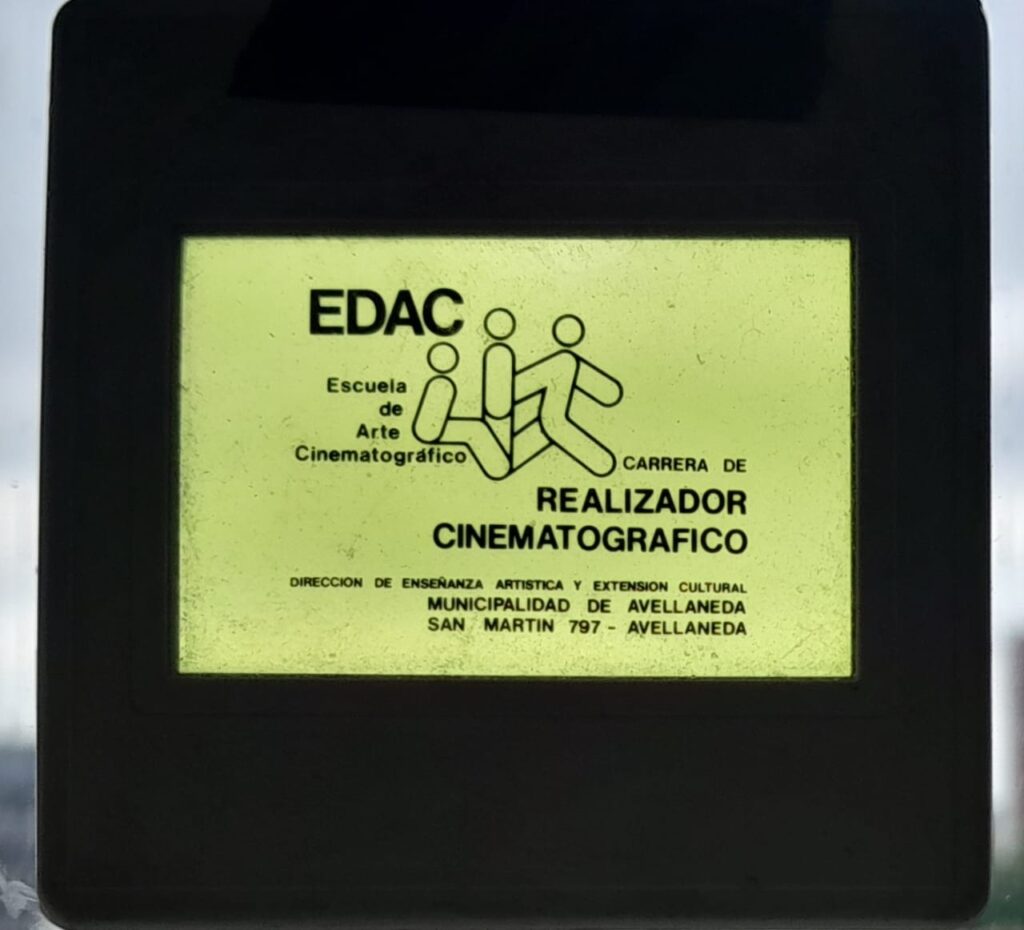 EDAC
Escuela
de
Arte
Cinematográfico
CARRERA DE
REALIZADOR
CINEMATOGRAFICO
DIRECCION DE ENSEÑANZA ARTISTICA Y EXTENSION CULTURAL
MUNICIPALIDAD DE AVELLANEDA
SAN MARTIN 797 - AVELLANEDA